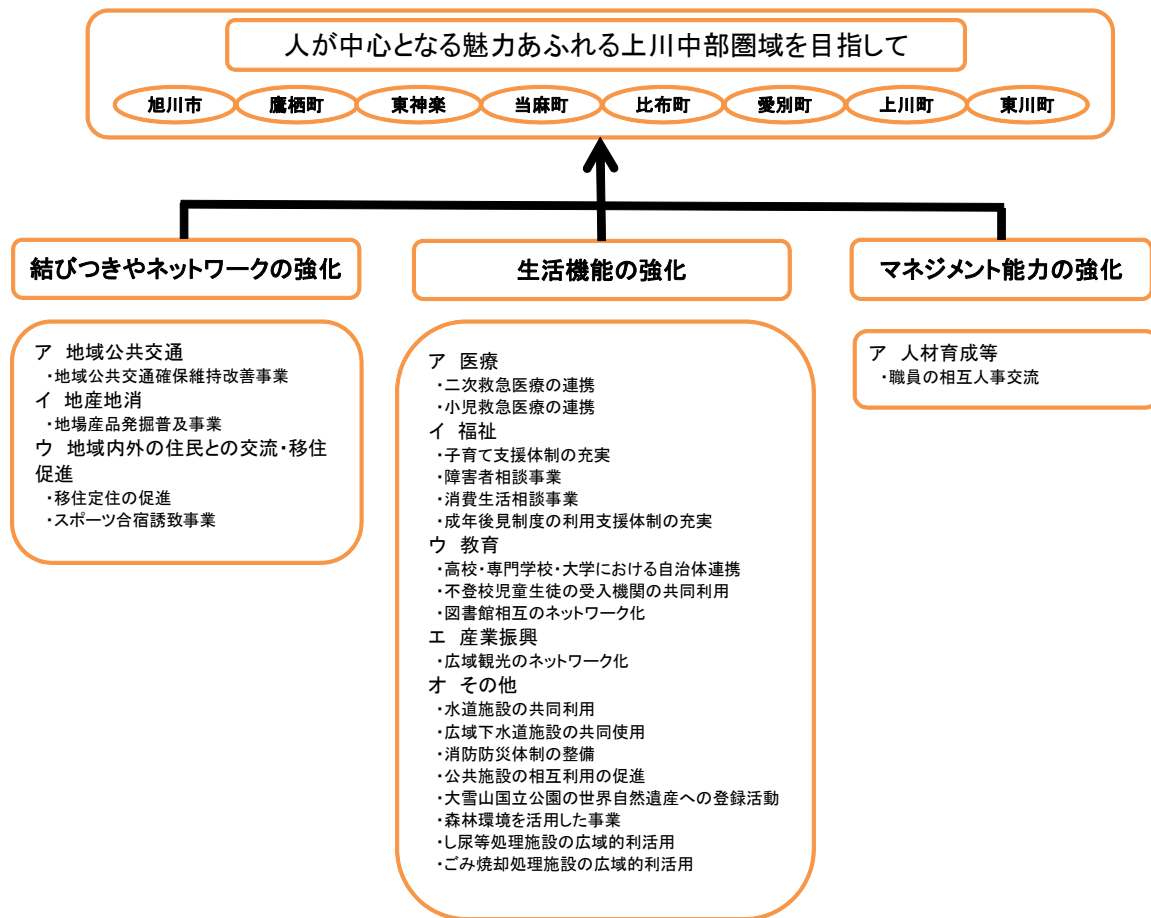 人が中心となる魅力あふれる上川中部圏域を目指して
旭川市 鷹栖町 東神楽 当麻町 比布町 愛別町 上川町 東川町
結びつきやネットワークの強化
ア 地域公共交通
・地域公共交通確保維持改善事業
イ 地産地消
・地場産品発掘普及事業
ウ 地域内外の住民との交流・移住
促進
・移住定住の促進
・スポーツ合宿誘致事業
生活機能の強化
ア 医療
・二次救急医療の連携
・小児救急医療の連携
イ 福祉
・子育て支援体制の充実
・障害者相談事業
・消費生活相談事業
・成年後見制度の利用支援体制の充実
ウ 教育
・高校・専門学校・大学における自治体連携
・不登校児童生徒の受入機関の共同利用
・図書館相互のネットワーク化
エ 産業振興
・広域観光のネットワーク化
オ その他
・水道施設の共同利用
・広域下水道施設の共同使用
・消防防災体制の整備
・公共施設の相互利用の促進
・大雪山国立公園の世界自然遺産への登録活動
・森林環境を活用した事業
・し尿等処理施設の広域的利活用
・ごみ焼却処理施設の広域的利活用
マネジメント能力の強化
ア 人材育成等
・職員の相互人事交流